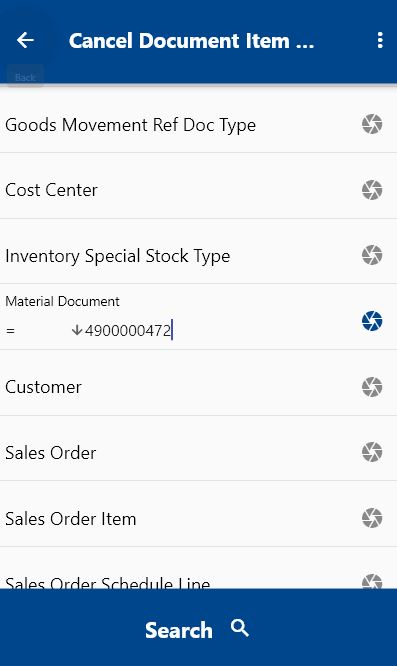 Cancel Document Item ...
Back
Goods Movement Ref Doc Type
Cost Center
Inventory Special Stock Type
Material Document
= 4900000472
Customer
Sales Order
Sales Order Item
Sales Order Schedule Line
Search